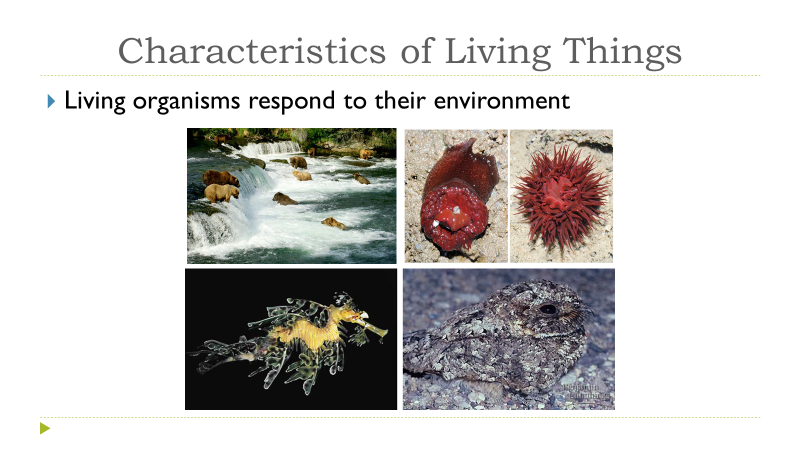 Characteristics of Living Things
Living organisms respond to their environment